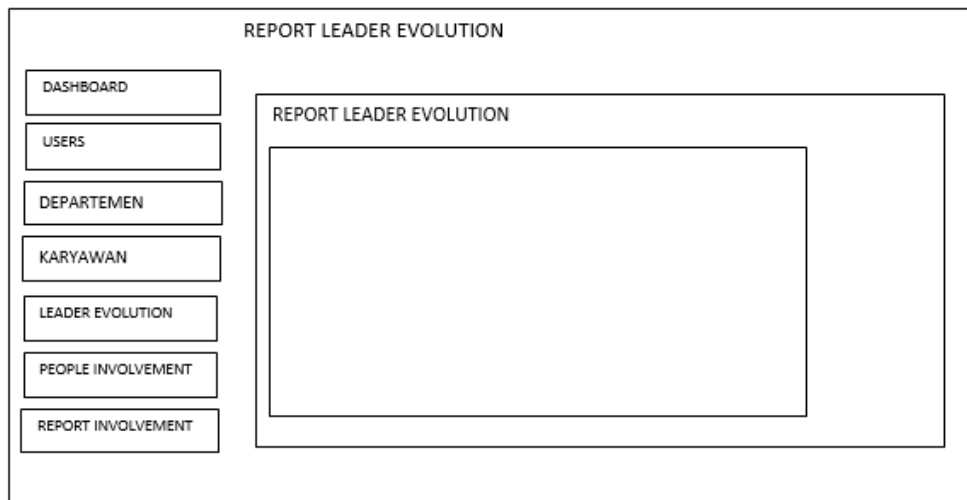 REPORT LEADER EVOLUTION
DASHBOARD
USERS
DEPARTEMEN
KARYAWAN
LEADER EVOLUTION
PEOPLE INVOLVEMENT
REPORT INVOLVEMENT
REPORT LEADER EVOLUTION